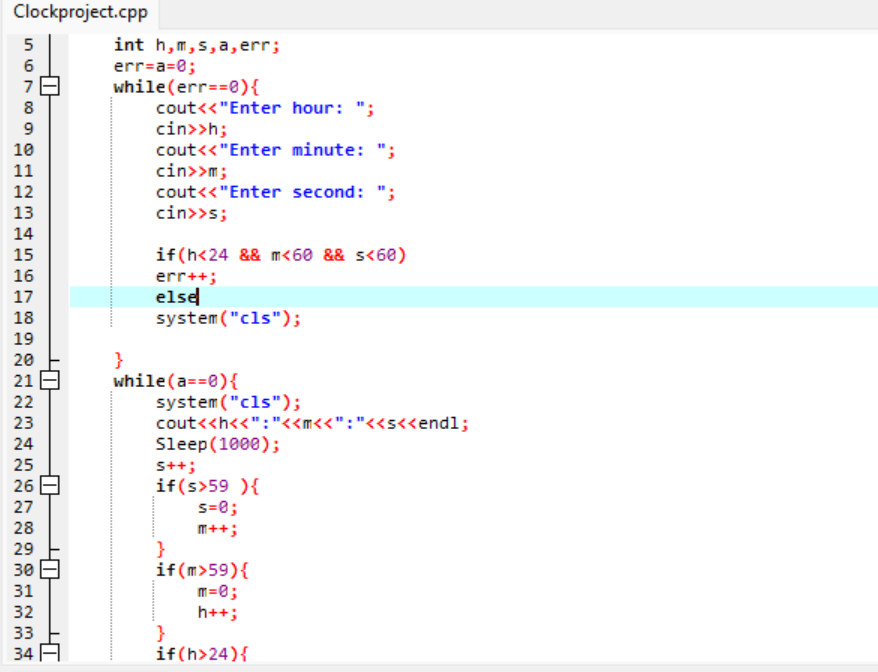 Clockproject.cpp
5 int h,m,s,a,err;
6 err=a=0;
7 while(err==0){
8 cout<<"Enter hour: ";
9 cin>>h;
10 cout<<"Enter minute: ";
11 cin>>m;
12 cout<<"Enter second: ";
13 cin>>s;
14
15 if(h<24 && m<60 && s<60)
16 err++;
17 else
18 system("cls");
19
20 }
21 while(a==0){
22 system("cls");
23 cout<<h<<":"<<m<<":"<<s<<endl;
24 Sleep(1000);
25 s++;
26 if(s>59 ){
27 s=0;
28 m++;
29 }
30 if(m>59){
31 m=0;
32 h++;
33 }
34 if(h>24){